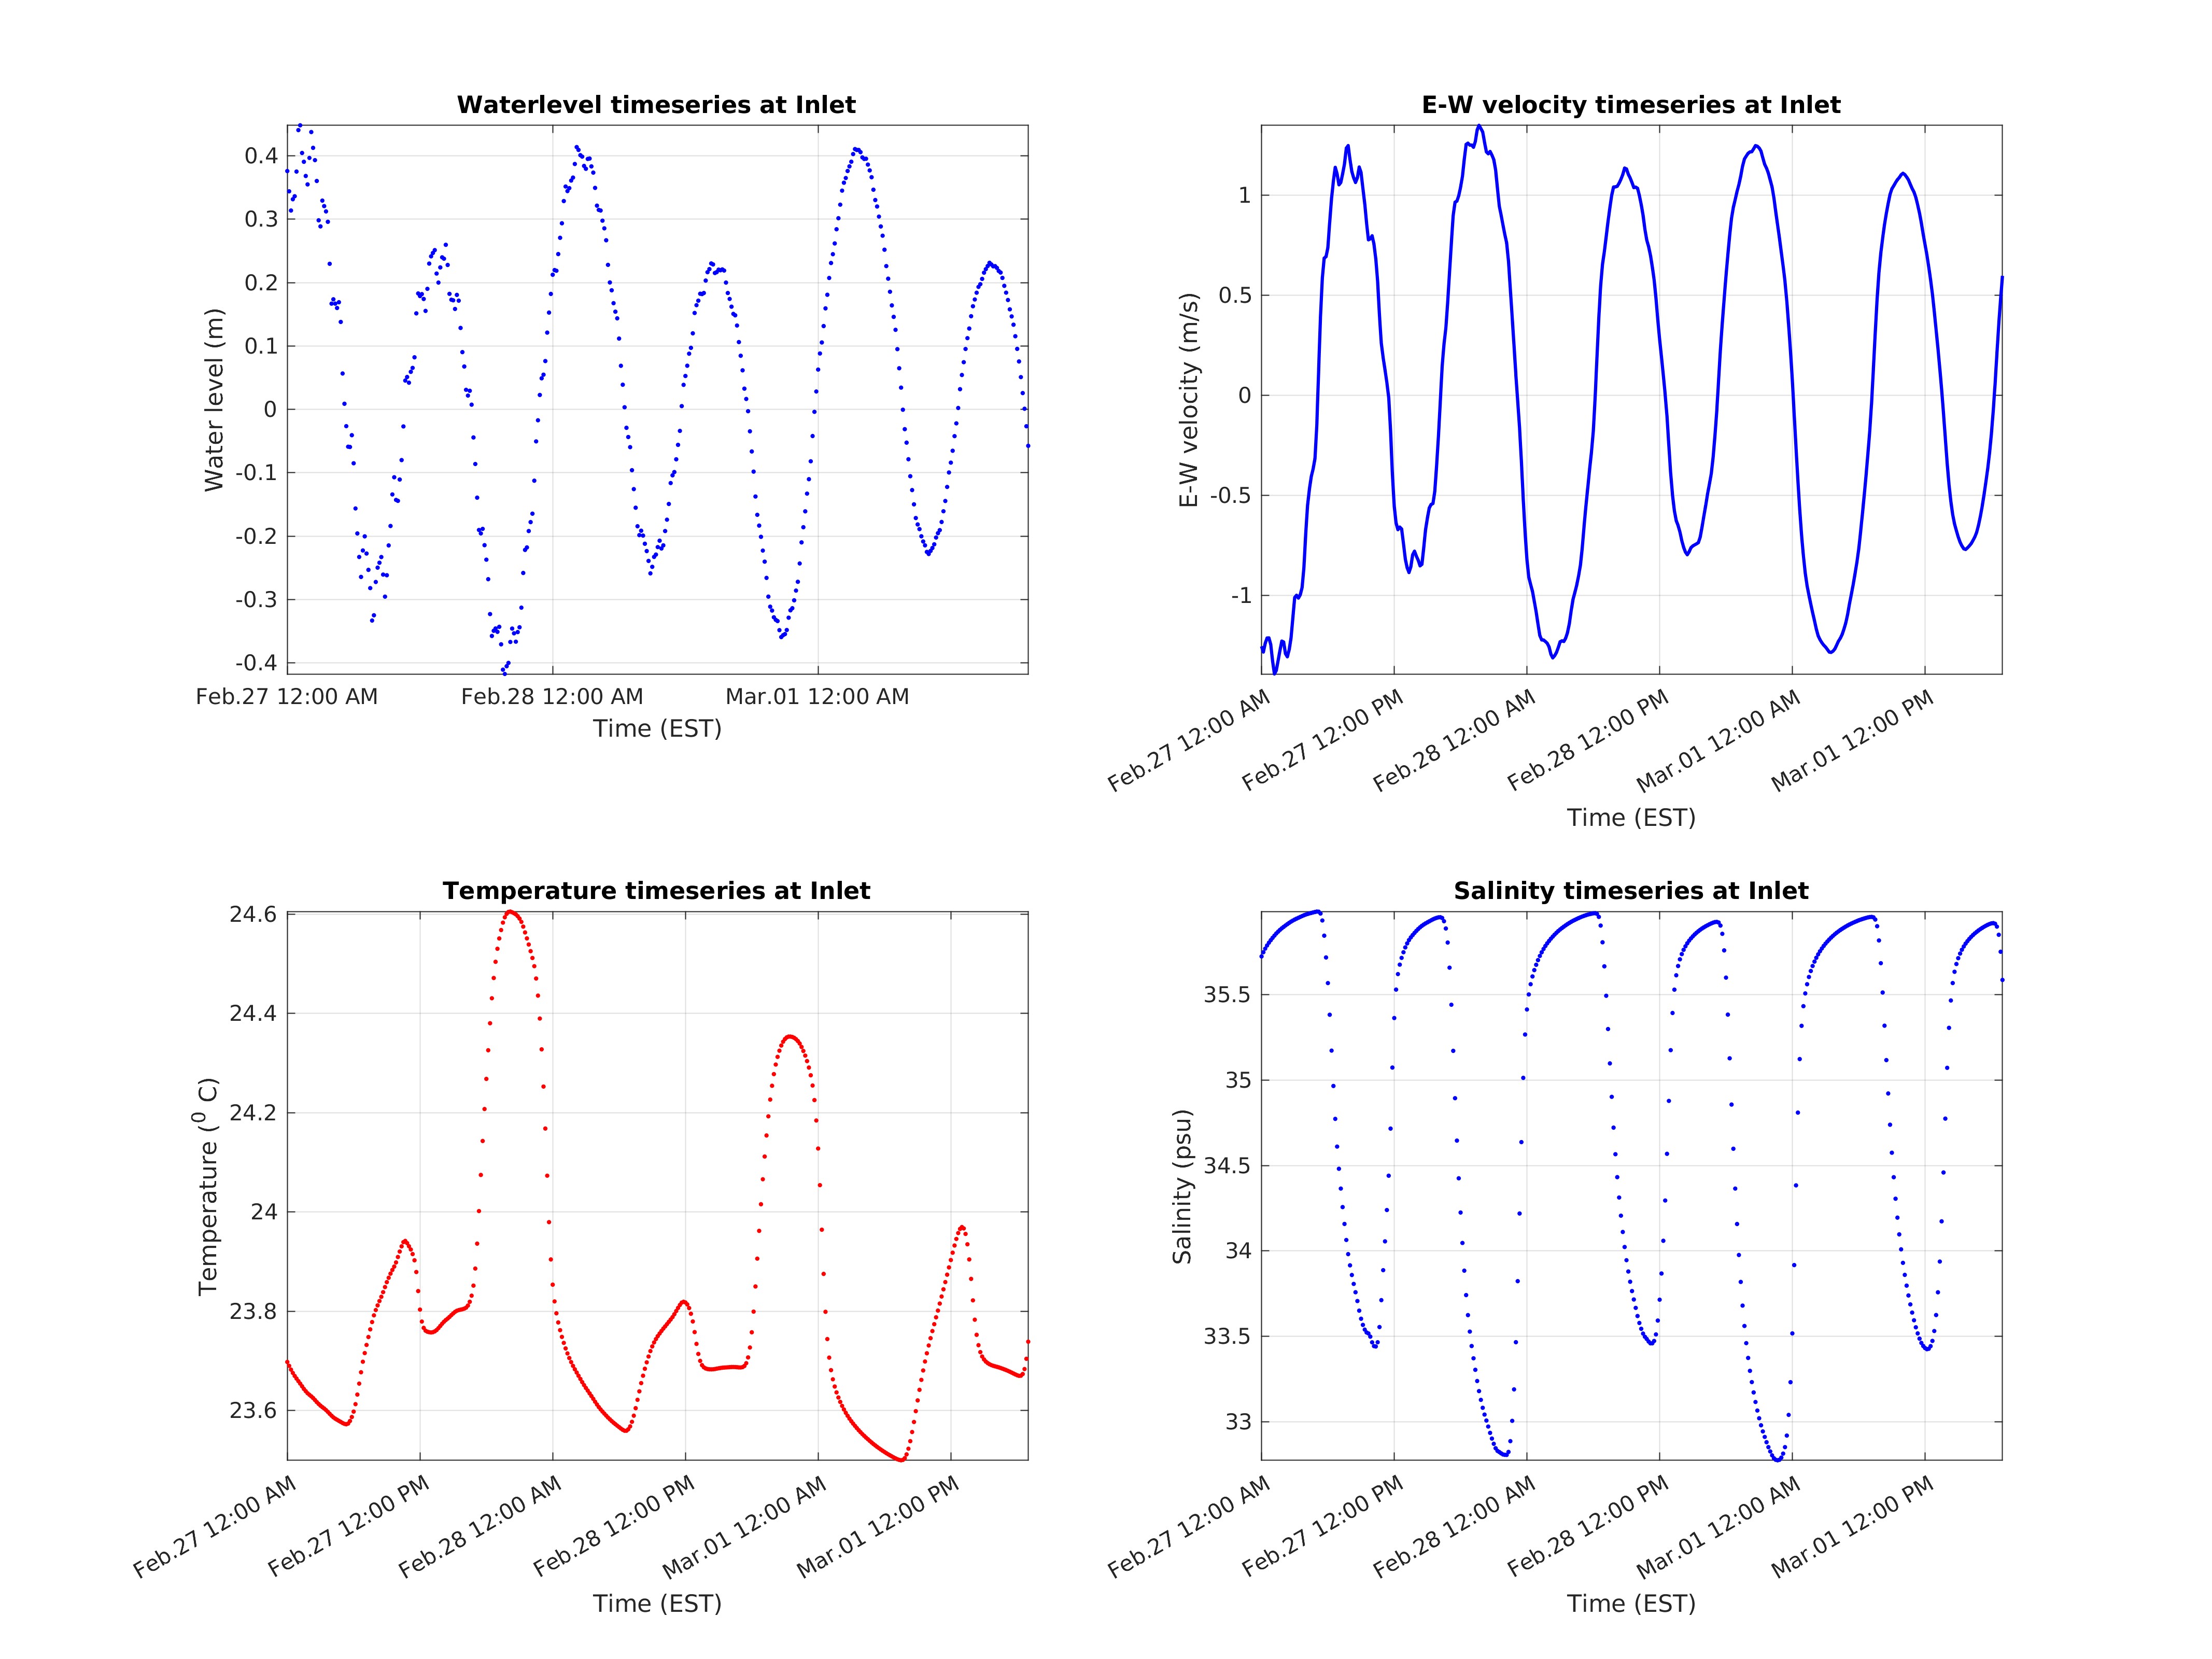 Waterlevel timeseries at Inlet
0.4
0.3
0.2
0.1
0
-0.1
-0.2
-0.3
-0.4
Water level (m)
Feb.27 12:00 AM
Feb.28 12:00 AM
Mar.01 12:00 AM
Time (EST)
E-W velocity timeseries at Inlet
1
0.5
0
-0.5
-1
E-W velocity (m/s)
Feb.27 12:00 AM
Feb.27 12:00 PM
Feb.28 12:00 AM
Feb.28 12:00 PM
Mar.01 12:00 AM
Mar.01 12:00 PM
Time (EST)
Temperature timeseries at Inlet
24.6
24.4
24.2
24
23.8
23.6
Temperature (⁰ C)
Feb.27 12:00 AM
Feb.27 12:00 PM
Feb.28 12:00 AM
Feb.28 12:00 PM
Mar.01 12:00 AM
Mar.01 12:00 PM
Time (EST)
Salinity timeseries at Inlet
35.5
35
34.5
34
33.5
33
Salinity (psu)
Feb.27 12:00 AM
Feb.27 12:00 PM
Feb.28 12:00 AM
Feb.28 12:00 PM
Mar.01 12:00 AM
Mar.01 12:00 PM
Time (EST)